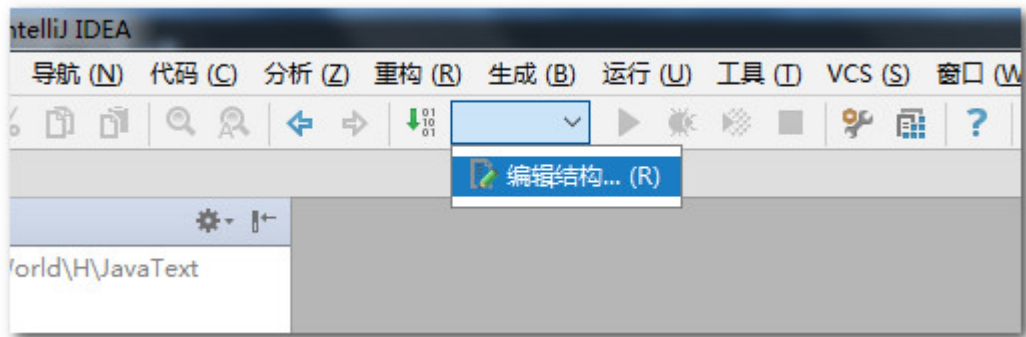 ntelliJ IDEA
导航 (N) 代码 (C) 分析 (Z) 重构 (R) 生成 (B) 运行 (U) 工具 (T) VCS (S) 窗口 (W
编辑结构... (R)
World\H\JavaText